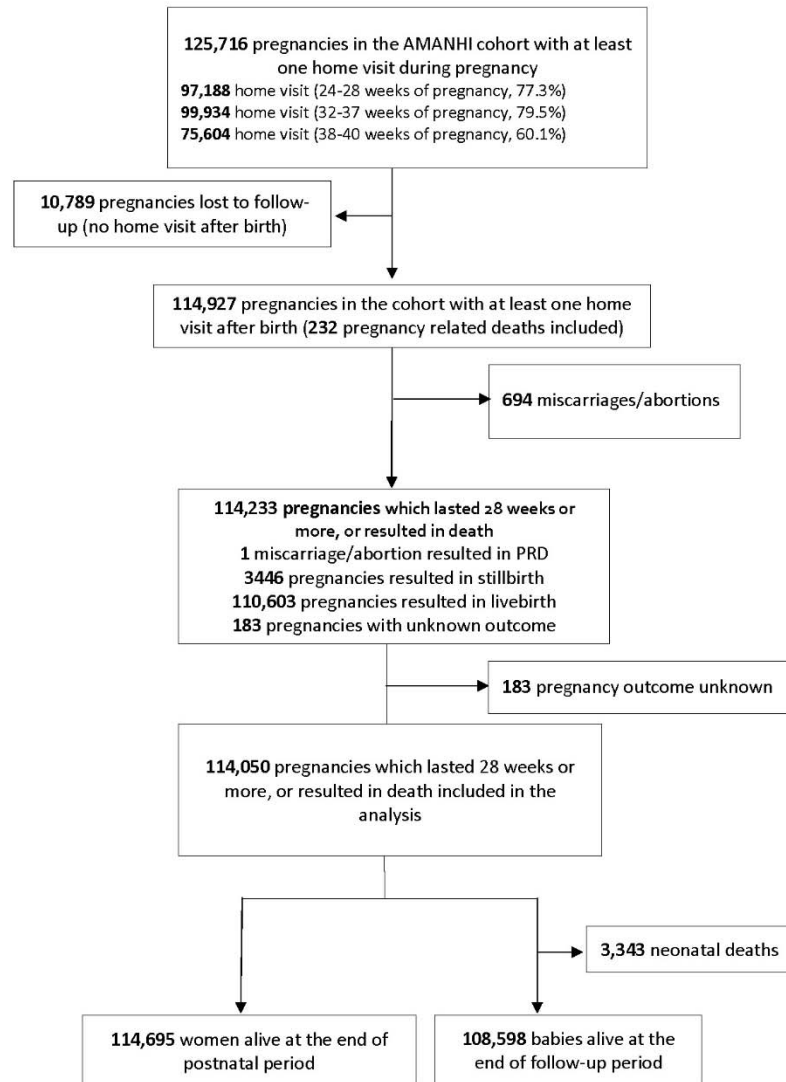 125,716 pregnancies in the AMANHI cohort with at least
one home visit during pregnancy
97,188 home visit (24-28 weeks of pregnancy, 77.3%)
99,934 home visit (32-37 weeks of pregnancy, 79.5%)
75,604 home visit (38-40 weeks of pregnancy, 60.1%)
10,789 pregnancies lost to follow-
up (no home visit after birth)
114,927 pregnancies in the cohort with at least one home
visit after birth (232 pregnancy related deaths included)
694 miscarriages/abortions
114,233 pregnancies which lasted 28 weeks or
more, or resulted in death
1 miscarriage/abortion resulted in PRD
3446 pregnancies resulted in stillbirth
110,603 pregnancies resulted in livebirth
183 pregnancies with unknown outcome
183 pregnancy outcome unknown
114,050 pregnancies which lasted 28 weeks or
more, or resulted in death included in the
analysis
3,343 neonatal deaths
114,695 women alive at the end of
postnatal period
108,598 babies alive at the
end of follow-up period